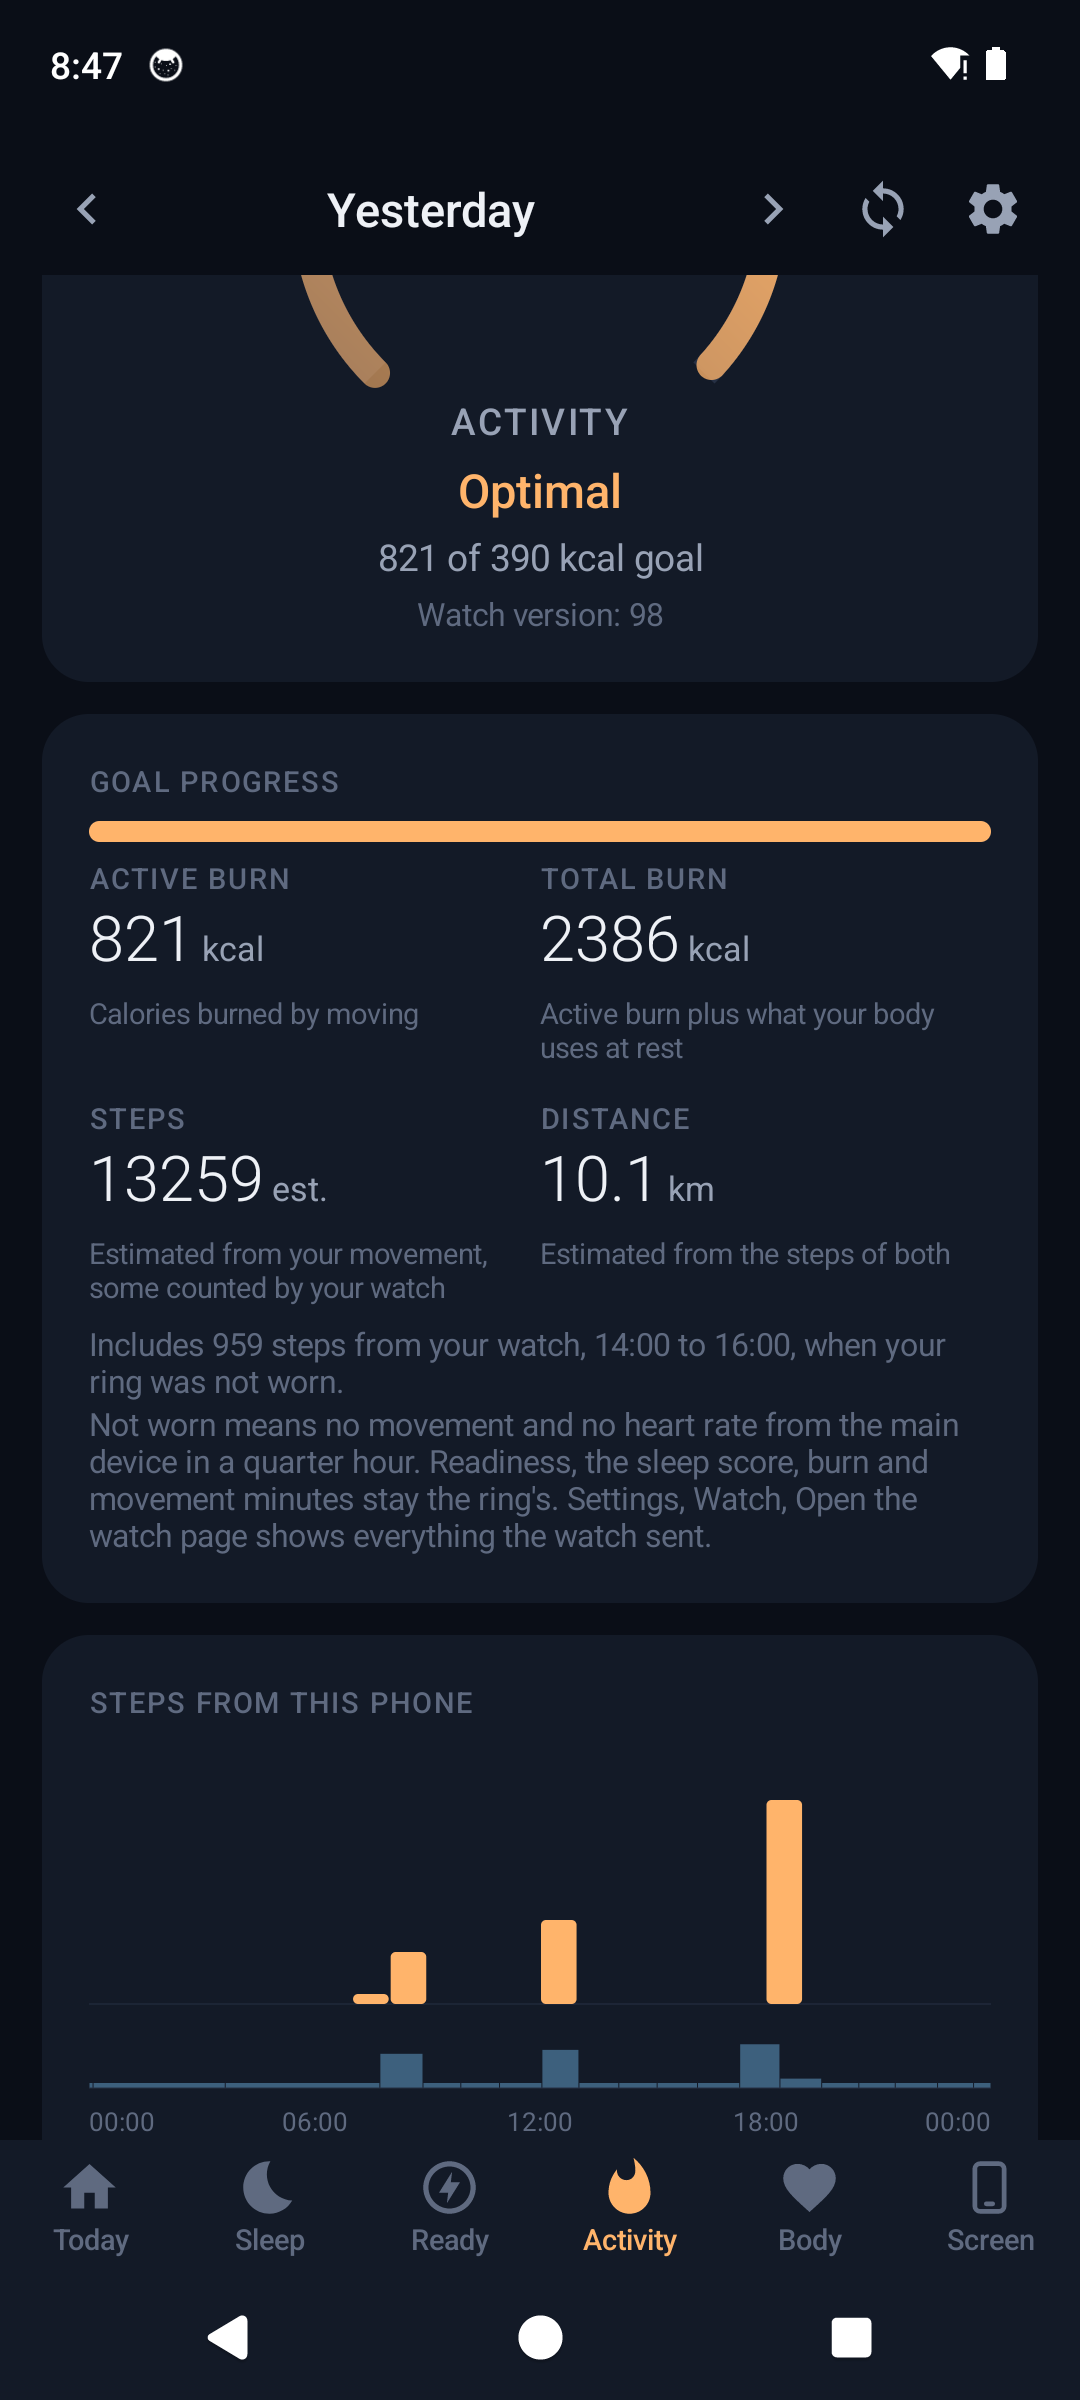 8:47
Yesterday
ACTIVITY
Optimal
821 of 390 kcal goal
Watch version: 98
GOAL PROGRESS
ACTIVE BURN
821 kcal
Calories burned by moving
TOTAL BURN
2386 kcal
Active burn plus what your body
uses at rest
STEPS
13259 est.
Estimated from your movement,
some counted by your watch
DISTANCE
10.1 km
Estimated from the steps of both
Includes 959 steps from your watch, 14:00 to 16:00, when your
ring was not worn.
Not worn means no movement and no heart rate from the main
device in a quarter hour. Readiness, the sleep score, burn and
movement minutes stay the ring's. Settings, Watch, Open the
watch page shows everything the watch sent.
STEPS FROM THIS PHONE
00:00 06:00 12:00 18:00 00:00
Today Sleep Ready Activity Body Screen